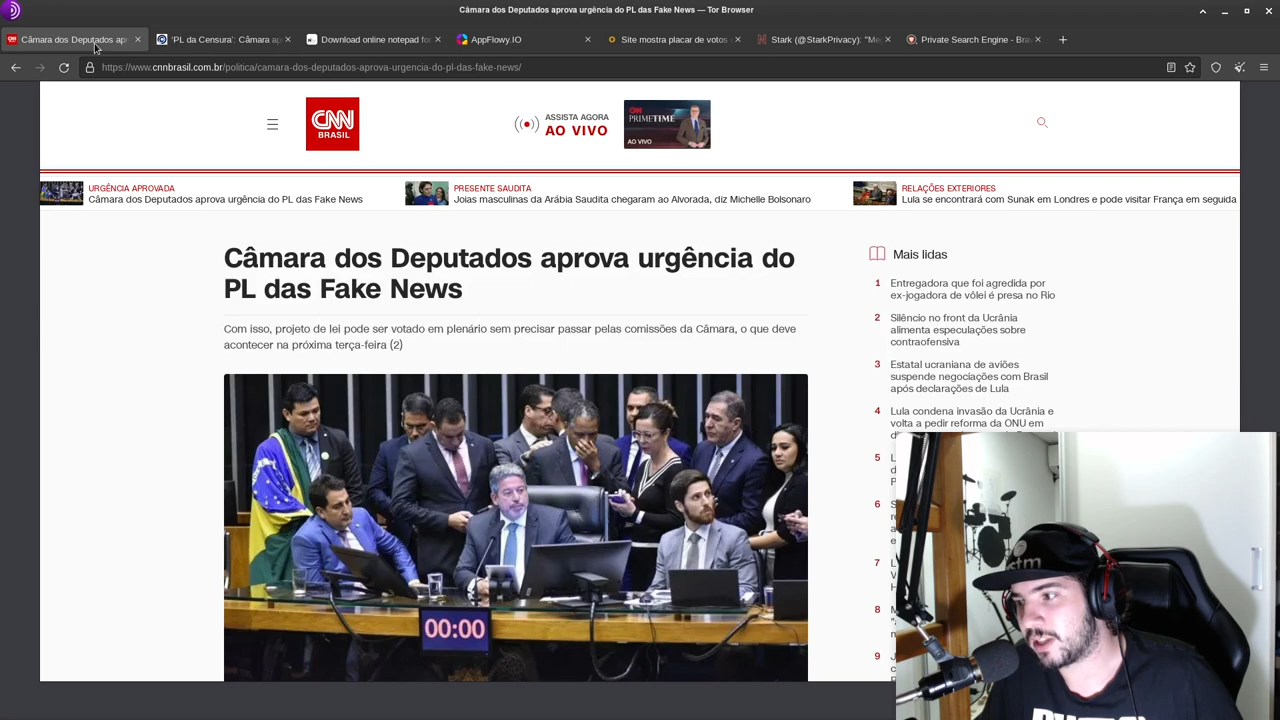 Câmara dos Deputados aprova urgência do PL das Fake News — Tor Browser
CNN
Câmara dos Deputados ap
'PL da Censura': Câmara ap
Download online notepad for
AppFlowy.IO
Site mostra placar de votos
Stark (@StarkPrivacy): "Me
Private Search Engine - Bra
https://www.cnnbrasil.com.br/politica/camara-dos-deputados-aprova-urgencia-do-pl-das-fake-news/
CNN
BRASIL
ASSISTA AGORA
AO VIVO
CNN
PRIMETIME
AO VIVO
URGÊNCIA APROVADA
Câmara dos Deputados aprova urgência do PL das Fake News
PRESENTE SAUDITA
Joias masculinas da Arábia Saudita chegaram ao Alvorada, diz Michelle Bolsonaro
RELAÇÕES EXTERIORES
Lula se encontrará com Sunak em Londres e pode visitar França em seguida
Câmara dos Deputados aprova urgência do
PL das Fake News
Com isso, projeto de lei pode ser votado em plenário sem precisar passar pelas comissões da Câmara, o que deve
acontecer na próxima terça-feira (2)
00:00
Mais lidas
1 Entregadora que foi agredida por
ex-jogadora de vôlei é presa no Rio
2 Silêncio no front da Ucrânia
alimenta especulações sobre
contraofensiva
3 Estatal ucraniana de aviões
suspende negociações com Brasil
após declarações de Lula
4 Lula condena invasão da Ucrânia e
volta a pedir reforma da ONU em
5
6
7
8
9
stm